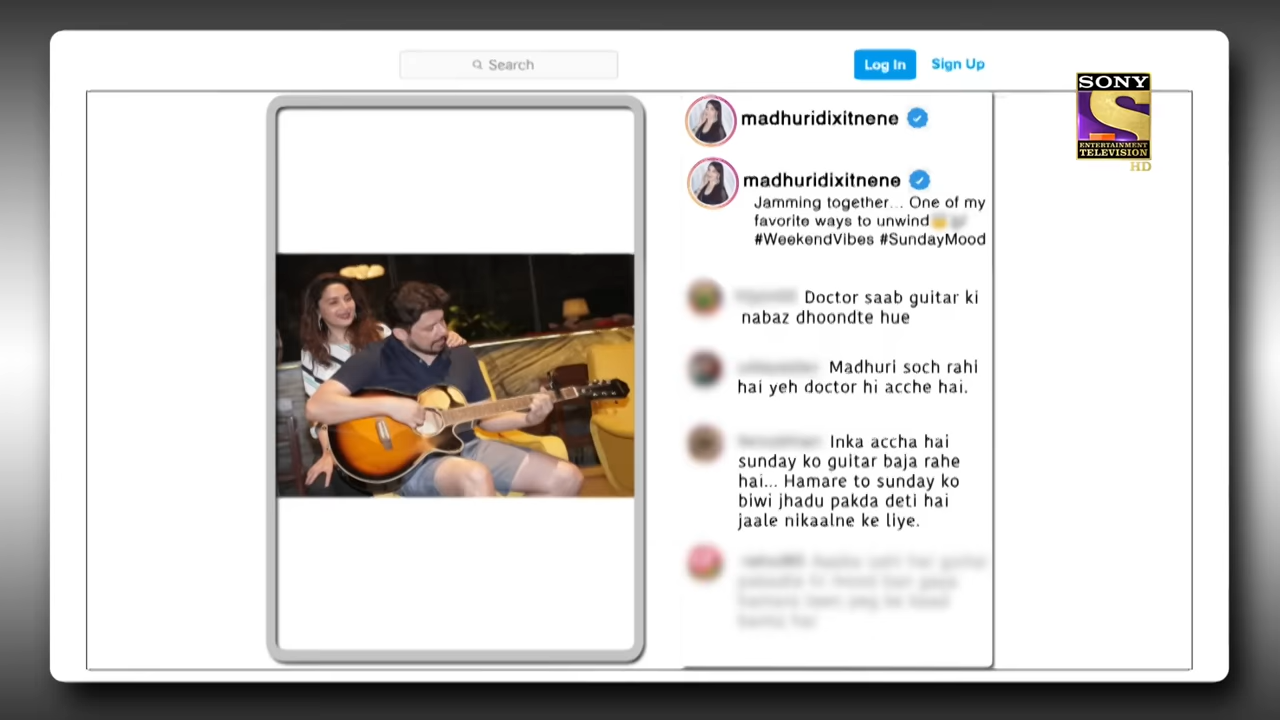 Search
Log In
Sign Up
SONY
ENTERTAINMENT
TELEVISION
HD
madhuridixitnene
madhuridixitnene
Jamming together... One of my
favorite ways to unwind
#WeekendVibes #SundayMood
Doctor saab guitar ki
nabaz dhoondte hue
Madhuri soch rahi
hai yeh doctor hi acche hai.
Inka accha hai
sunday ko guitar baja rahe
hai... Hamare to sunday ko
biwi jhadu pakda deti hai
jaale nikaalne ke liye.